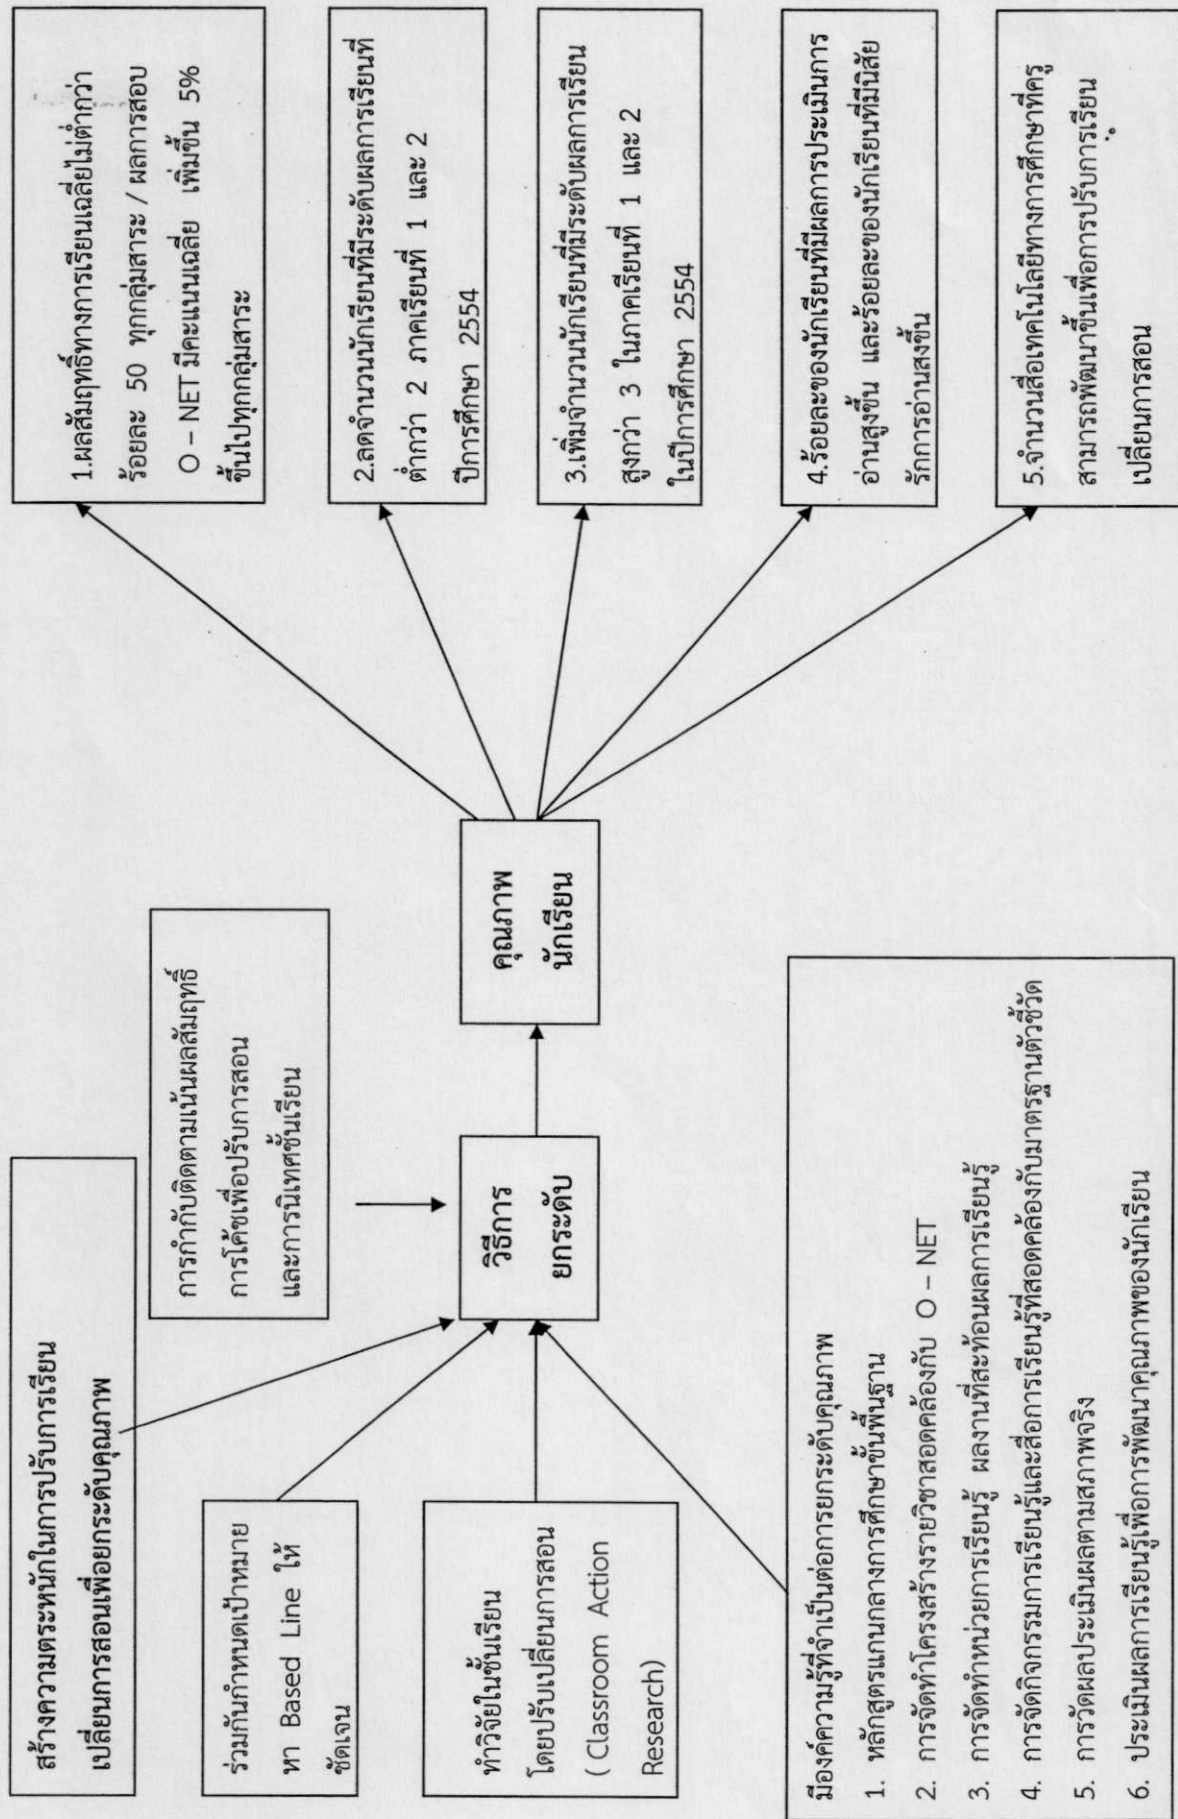 สร้างความตระหนักในการปรับการเรียน
เปลี่ยนการสอนเพื่อยกระดับคุณภาพ
ร่วมกันกำหนดเป้าหมาย
หา Based Line ให้
ชัดเจน
ทำวิจัยในชั้นเรียน
โดยปรับเปลี่ยนการสอน
( Classroom Action
Research)
มีองค์ความรู้ที่จำเป็นต่อการยกระดับคุณภาพ
1. หลักสูตรแกนกลางการศึกษาขั้นพื้นฐาน
2. การจัดทำโครงสร้างรายวิชาสอดคล้องกับ O – NET
3. การจัดทำหน่วยการเรียนรู้ ผลงานที่สะท้อนผลการเรียนรู้
4. การจัดกิจกรรมการเรียนรู้และสื่อการเรียนรู้ที่สอดคล้องกับมาตรฐานตัวชี้วัด
5. การวัดผลประเมินผลตามสภาพจริง
6. ประเมินผลการเรียนรู้เพื่อการพัฒนาคุณภาพของนักเรียน
การกำกับติดตามเน้นผลสัมฤทธิ์
การโค้ชเพื่อปรับการสอน
และการนิเทศชั้นเรียน
วิธีการ
ยกระดับ
คุณภาพ
นักเรียน
1.ผลสัมฤทธิ์ทางการเรียนเฉลี่ยไม่ต่ำกว่า
ร้อยละ 50 ทุกกลุ่มสาระ / ผลการสอบ
O – NET มีคะแนนเฉลี่ย เพิ่มขึ้น 5%
ขึ้นไปทุกกลุ่มสาระ
2.ลดจำนวนนักเรียนที่มีระดับผลการเรียนที่
ต่ำกว่า 2 ภาคเรียนที่ 1 และ 2
ปีการศึกษา 2554
3.เพิ่มจำนวนนักเรียนที่มีระดับผลการเรียน
สูงกว่า 3 ในภาคเรียนที่ 1 และ 2
ในปีการศึกษา 2554
4.ร้อยละของนักเรียนที่มีผลการประเมินการ
อ่านสูงขึ้น และร้อยละของนักเรียนที่มีนิสัย
รักการอ่านสูงขึ้น
5.จำนวนสื่อเทคโนโลยีทางการศึกษาที่ครู
สามารถพัฒนาขึ้นเพื่อการปรับการเรียน
เปลี่ยนการสอน